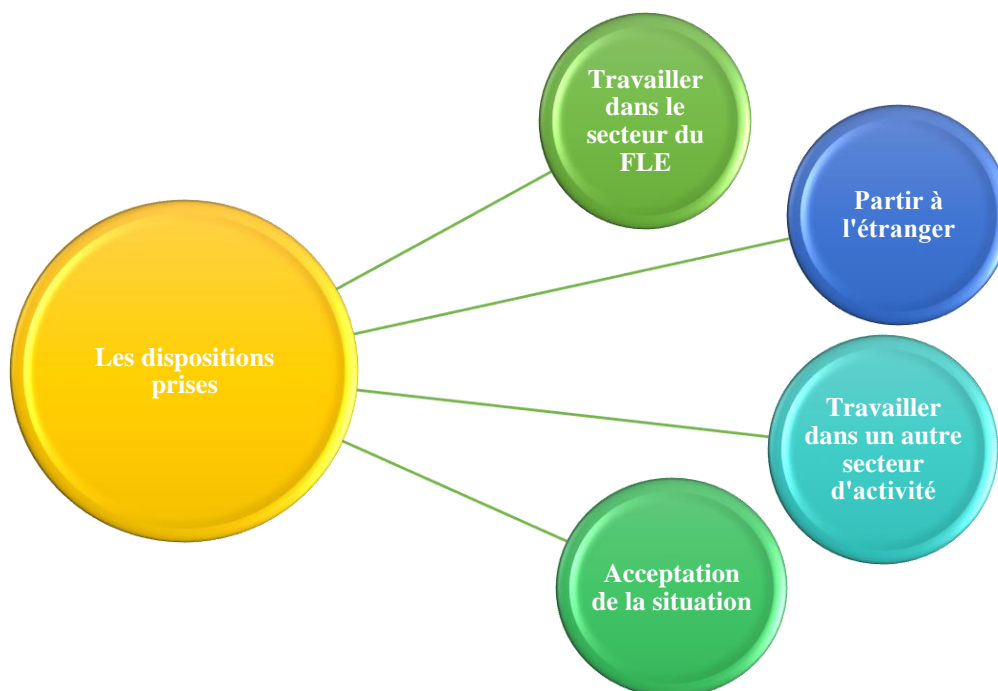 Travailler
dans le
secteur du
FLE
Partir à
l'étranger
Les dispositions
prises
Travailler
dans un autre
secteur
d'activité
Acceptation
de la situation